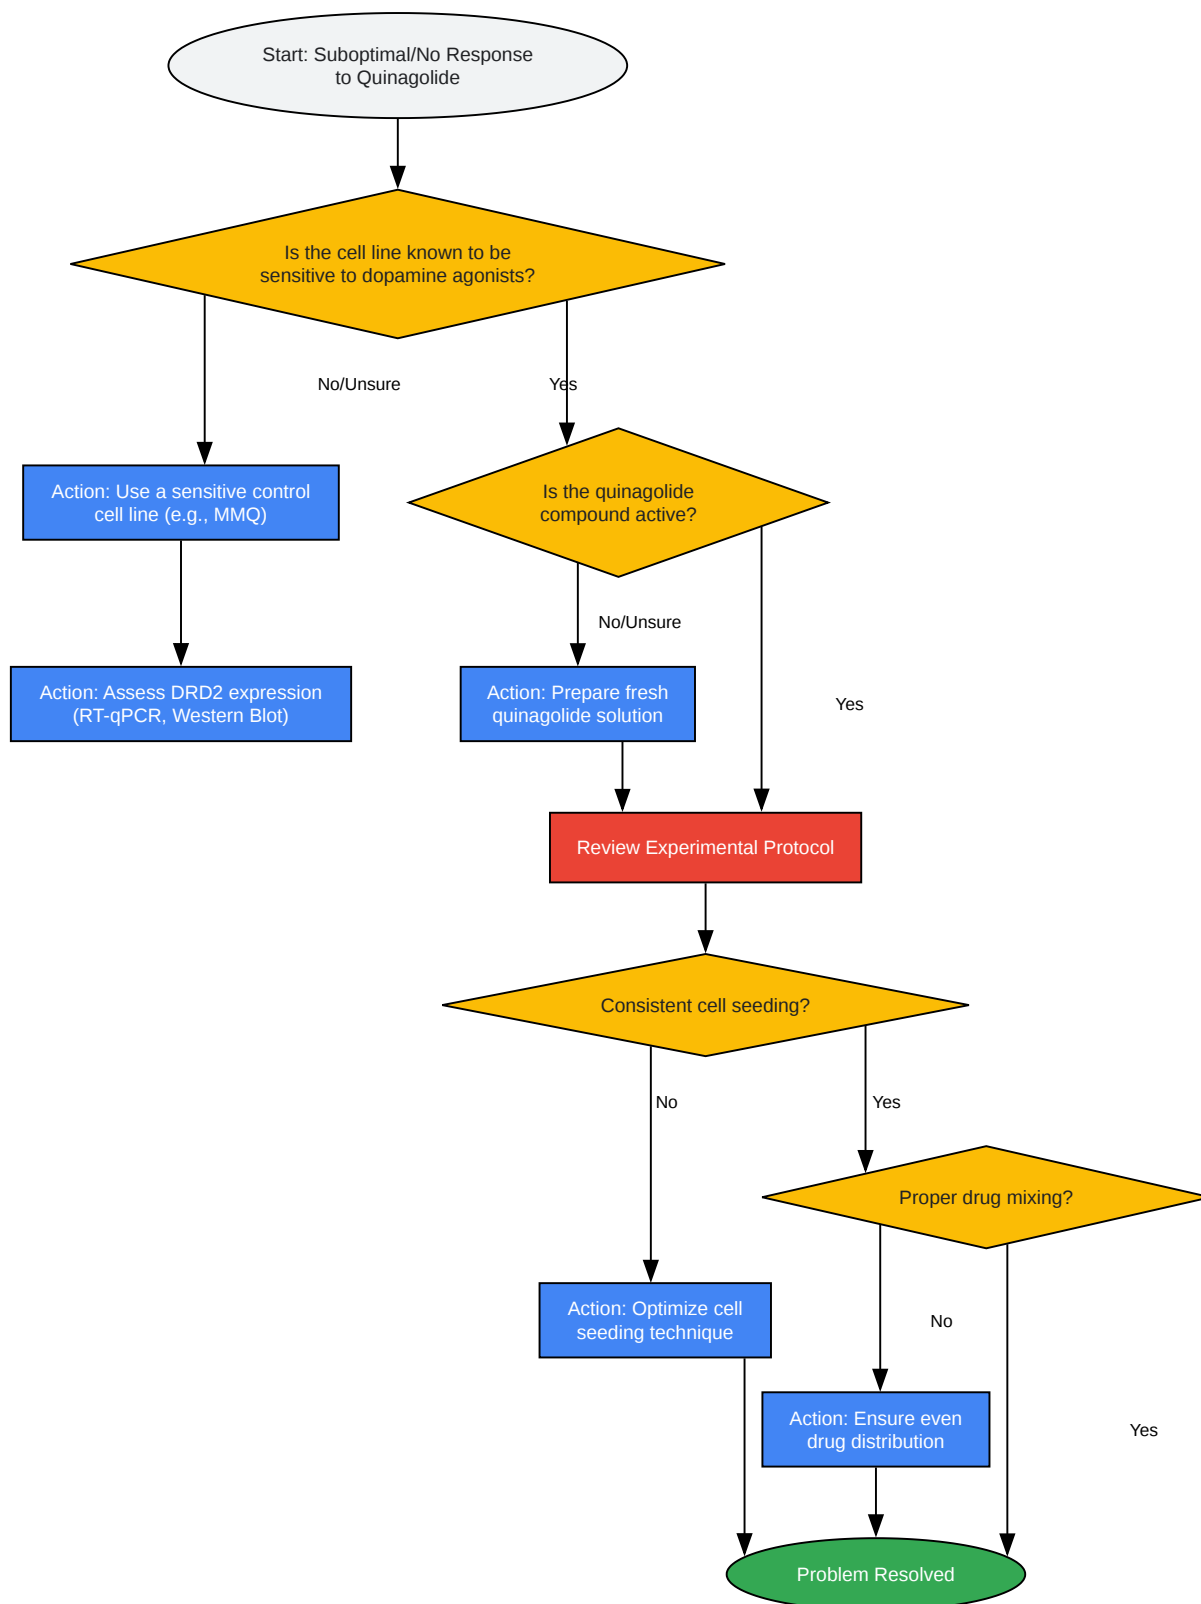 Start: Suboptimal/No Response
to Quinagolide
Is the cell line known to be
sensitive to dopamine agonists?
No/Unsure
Yes
Action: Use a sensitive control
cell line (e.g., MMQ)
Is the quinagolide
compound active?
No/Unsure
Action: Assess DRD2 expression
(RT-qPCR, Western Blot)
Action: Prepare fresh
quinagolide solution
Yes
Review Experimental Protocol
Consistent cell seeding?
No
Yes
Proper drug mixing?
Action: Optimize cell
seeding technique
No
Action: Ensure even
drug distribution
Yes
Problem Resolved